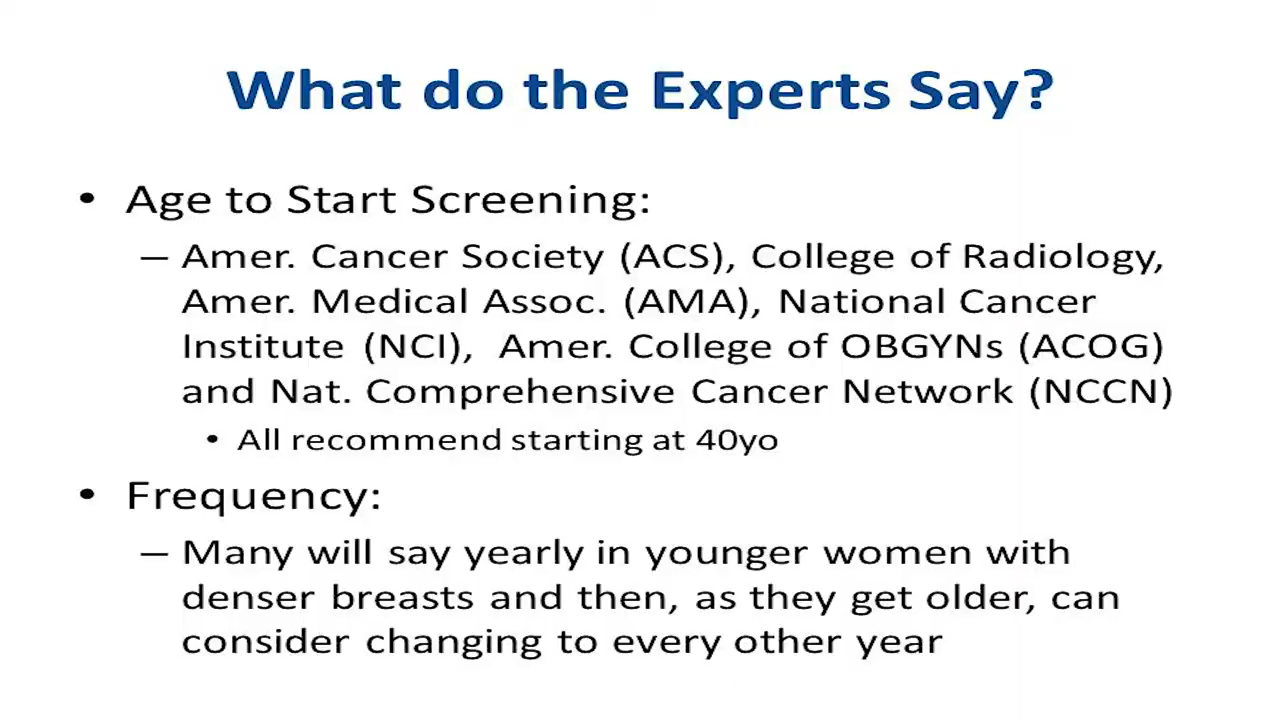 What do the Experts Say?
• Age to Start Screening:
– Amer. Cancer Society (ACS), College of Radiology,
Amer. Medical Assoc. (AMA), National Cancer
Institute (NCI), Amer. College of OBGYNs (ACOG)
and Nat. Comprehensive Cancer Network (NCCN)
• All recommend starting at 40yo
• Frequency:
– Many will say yearly in younger women with
denser breasts and then, as they get older, can
consider changing to every other year